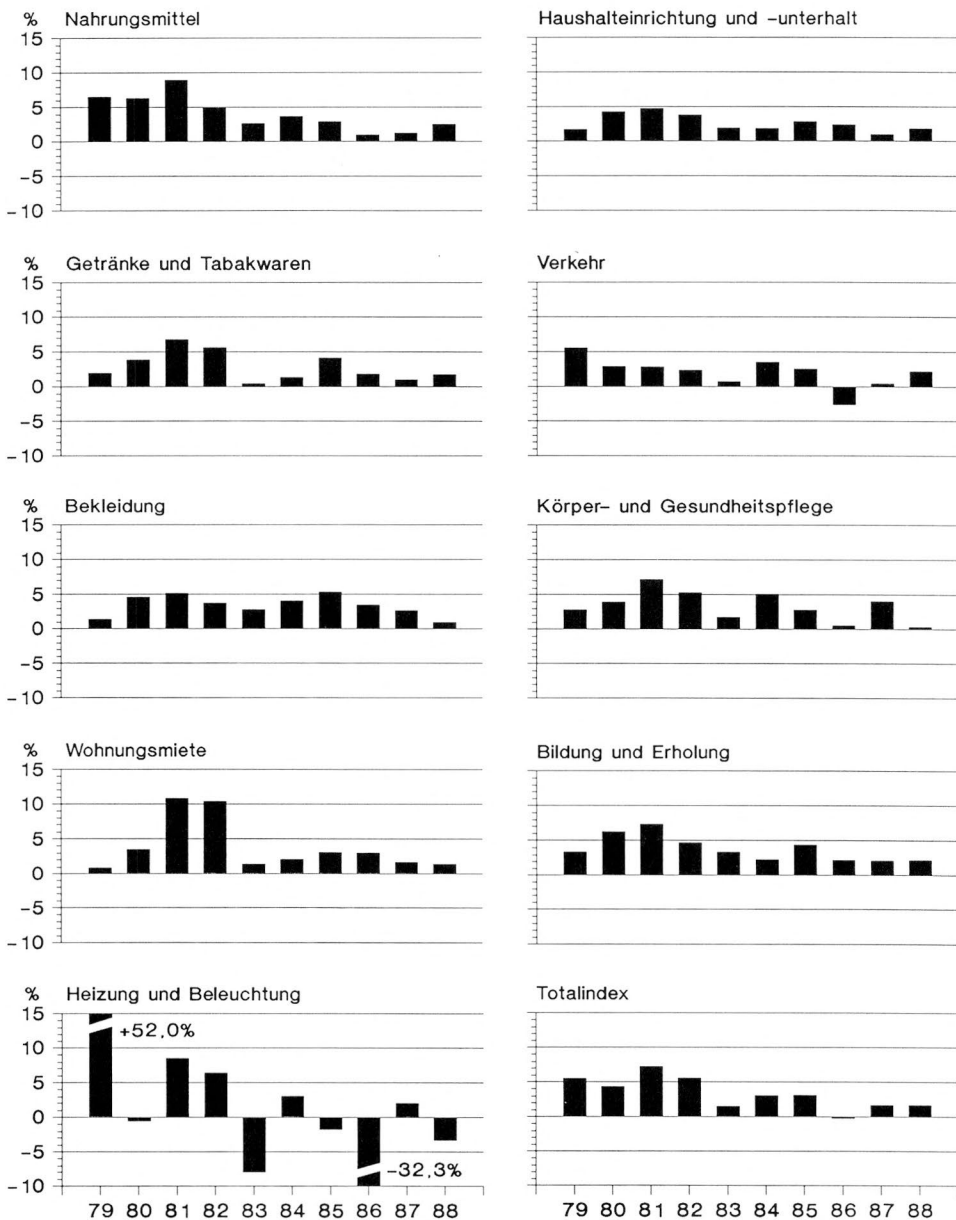 % Nahrungsmittel
15
10
5
0
-5
-10
Haushalteinrichtung und -unterhalt
% Getränke und Tabakwaren
15
10
5
0
-5
-10
Verkehr
% Bekleidung
15
10
5
0
-5
-10
Körper- und Gesundheitspflege
% Wohnungsmiete
15
10
5
0
-5
-10
Bildung und Erholung
% Heizung und Beleuchtung
15
+52,0%
10
5
0
-5
-32,3%
-10
79 80 81 82 83 84 85 86 87 88
Totalindex
79 80 81 82 83 84 85 86 87 88